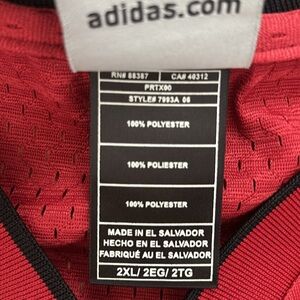 adidas.com
RN# 88387 CA# 40312
PRTX90
STYLE# 7993A 06
100% POLYESTER
100% POLIESTER
100% POLYESTER
MADE IN EL SALVADOR
HECHO EN EL SALVADOR
FABRIQUÉ AU EL SALVADOR
2XL/ 2EG/ 2TG